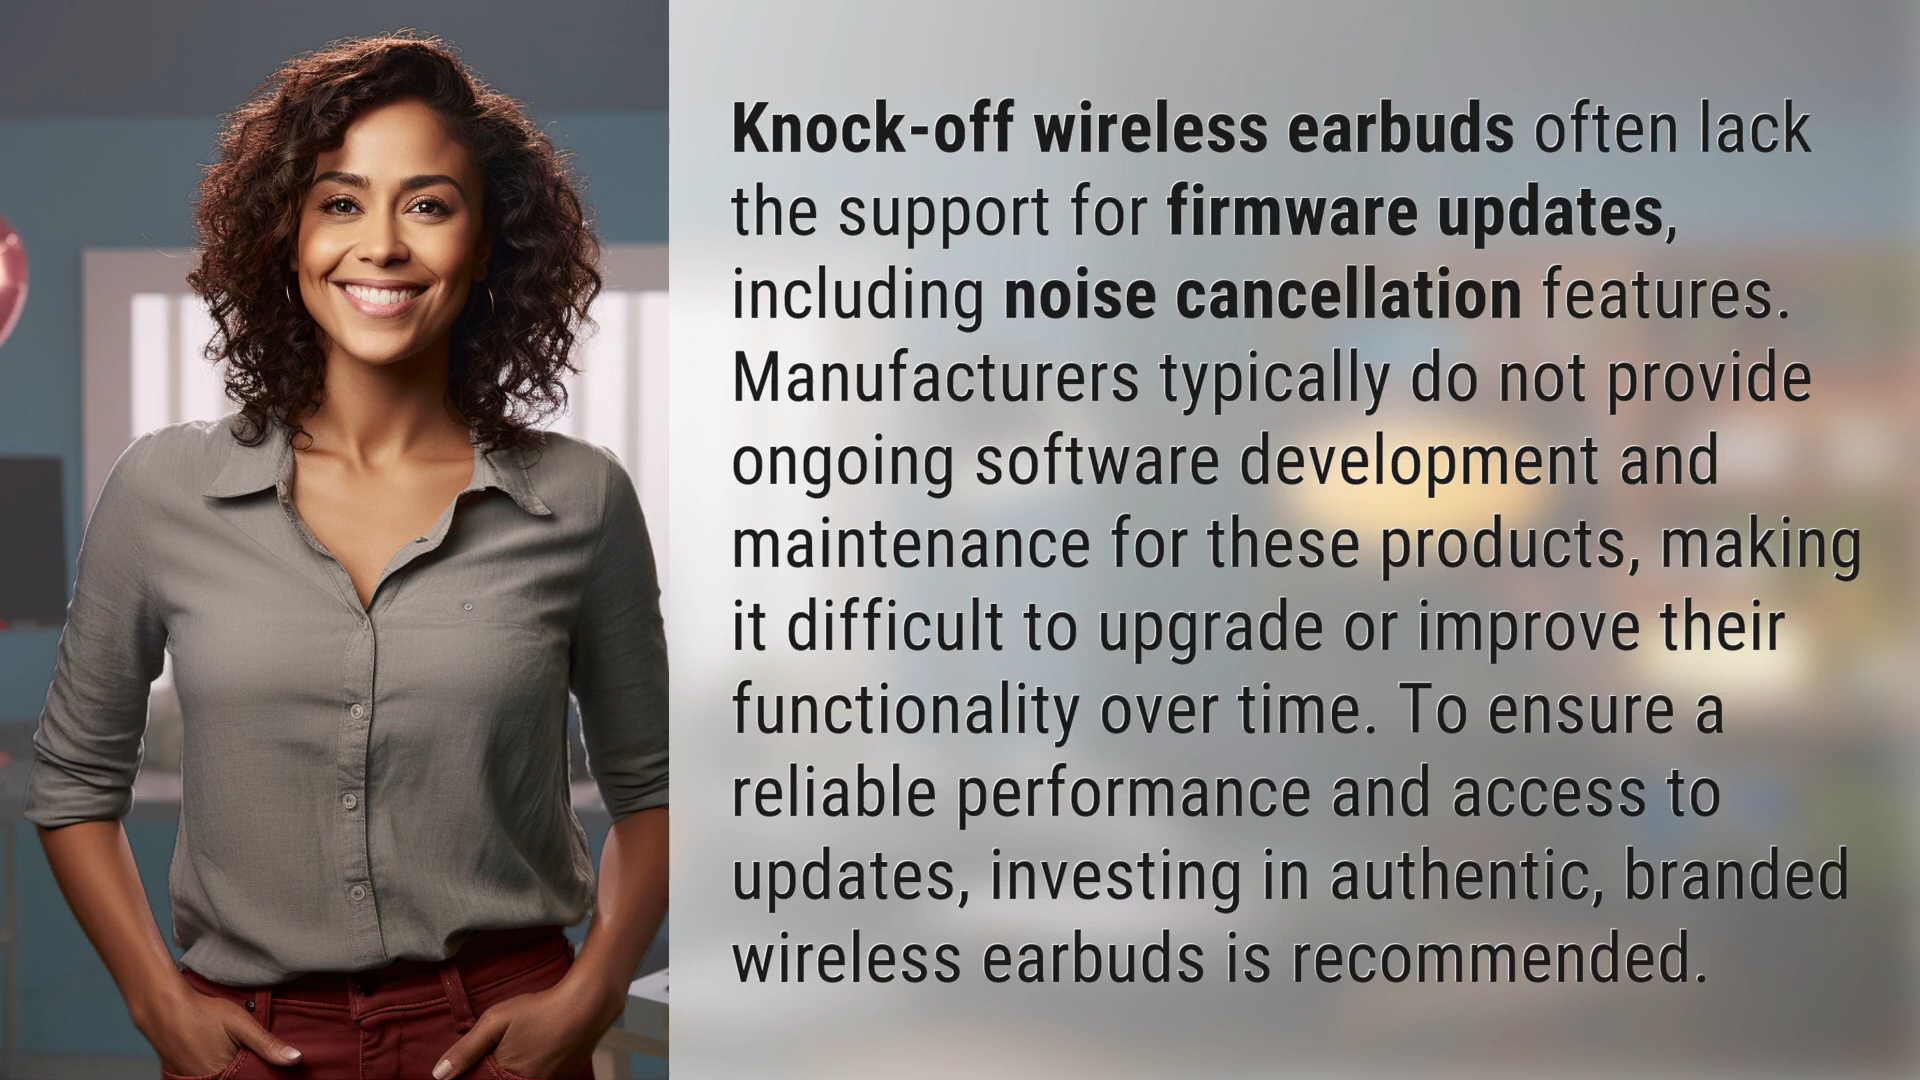 Knock-off wireless earbuds often lack
the support for firmware updates,
including noise cancellation features.
Manufacturers typically do not provide
ongoing software development and
maintenance for these products, making
it difficult to upgrade or improve their
functionality over time. To ensure a
reliable performance and access to
updates, investing in authentic, branded
wireless earbuds is recommended.